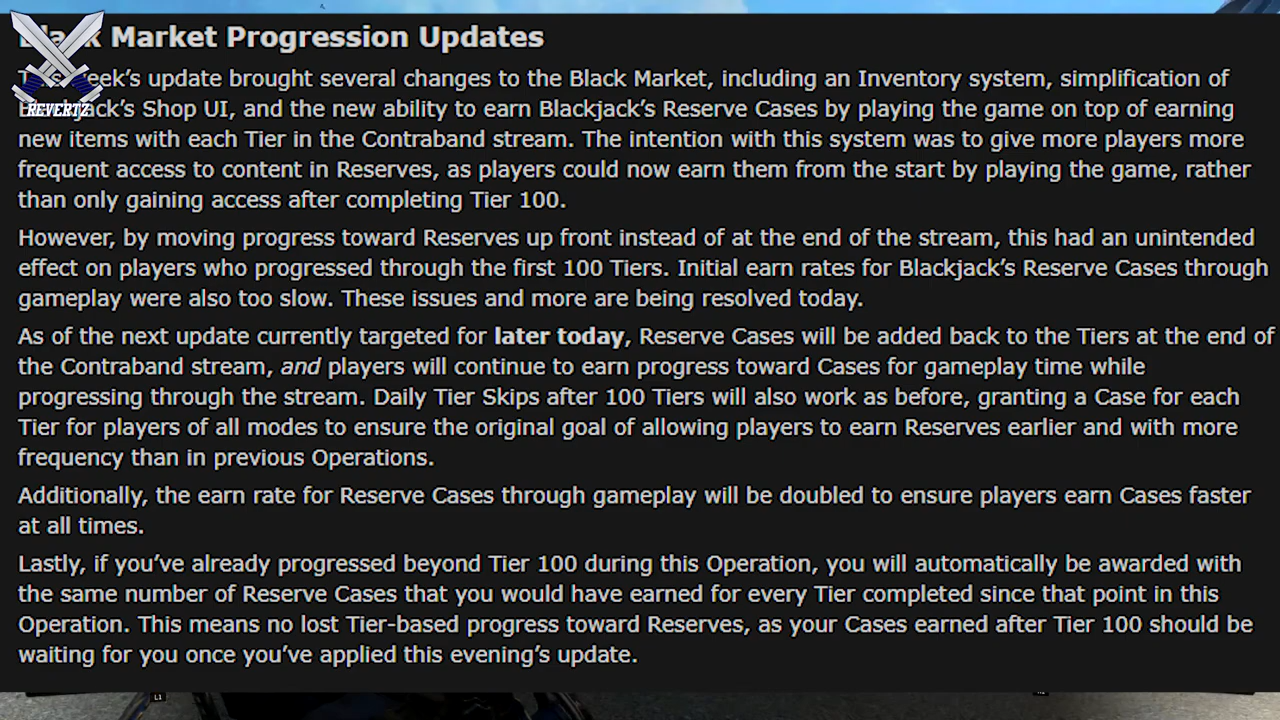 Black Market Progression Updates
This week's update brought several changes to the Black Market, including an Inventory system, simplification of
Blackjack's Shop UI, and the new ability to earn Blackjack's Reserve Cases by playing the game on top of earning
new items with each Tier in the Contraband stream. The intention with this system was to give more players more
frequent access to content in Reserves, as players could now earn them from the start by playing the game, rather
than only gaining access after completing Tier 100.
However, by moving progress toward Reserves up front instead of at the end of the stream, this had an unintended
effect on players who progressed through the first 100 Tiers. Initial earn rates for Blackjack's Reserve Cases through
gameplay were also too slow. These issues and more are being resolved today.
As of the next update currently targeted for later today, Reserve Cases will be added back to the Tiers at the end of
the Contraband stream, and players will continue to earn progress toward Cases for gameplay time while
progressing through the stream. Daily Tier Skips after 100 Tiers will also work as before, granting a Case for each
Tier for players of all modes to ensure the original goal of allowing players to earn Reserves earlier and with more
frequency than in previous Operations.
Additionally, the earn rate for Reserve Cases through gameplay will be doubled to ensure players earn Cases faster
at all times.
Lastly, if you've already progressed beyond Tier 100 during this Operation, you will automatically be awarded with
the same number of Reserve Cases that you would have earned for every Tier completed since that point in this
Operation. This means no lost Tier-based progress toward Reserves, as your Cases earned after Tier 100 should be
waiting for you once you've applied this evening's update.
REVERTZ
L1